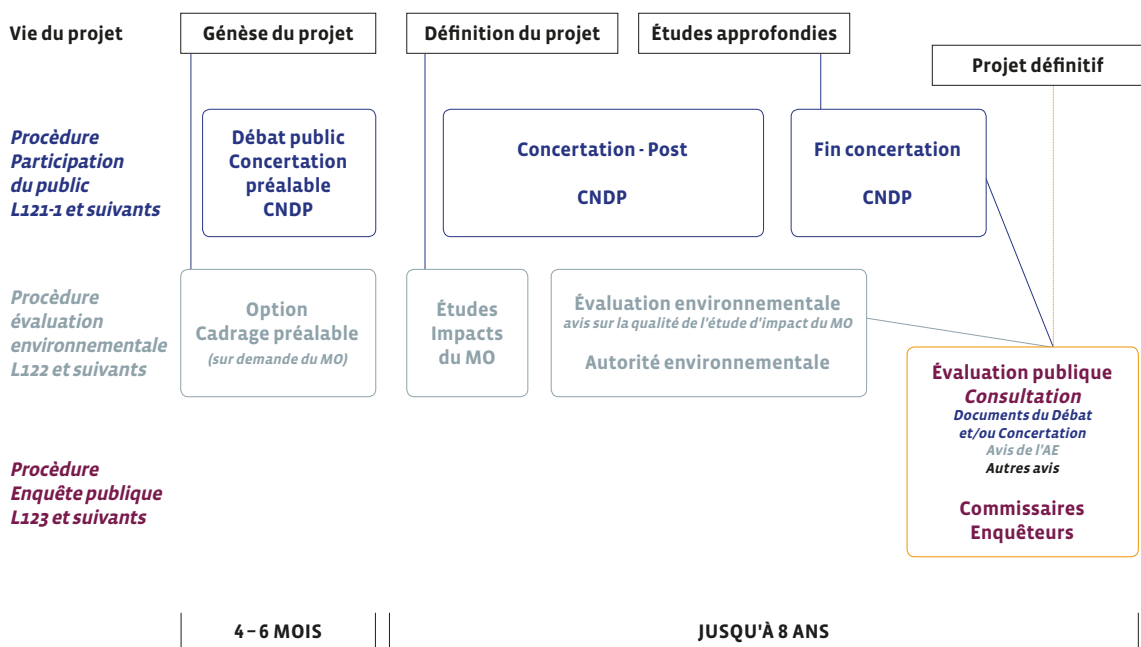 Vie du projet
Génèse du projet
Définition du projet
Études approfondies
Projet définitif
Procèdure
Participation
du public
L121-1 et suivants
Débat public
Concertation
préalable
CNDP
Concertation - Post
CNDP
Fin concertation
CNDP
Procèdure
évaluation
environnementale
L122 et suivants
Option
Cadrage préalable
(sur demande du MO)
Études
Impacts
du MO
Évaluation environnementale
avis sur la qualité de l'étude d'impact du MO
Autorité environnementale
Procèdure
Enquête publique
L123 et suivants
Évaluation publique
Consultation
Documents du Débat
et/ou Concertation
Avis de l'AE
Autres avis
Commissaires
Enquêteurs
4 – 6 MOIS
JUSQU'À 8 ANS